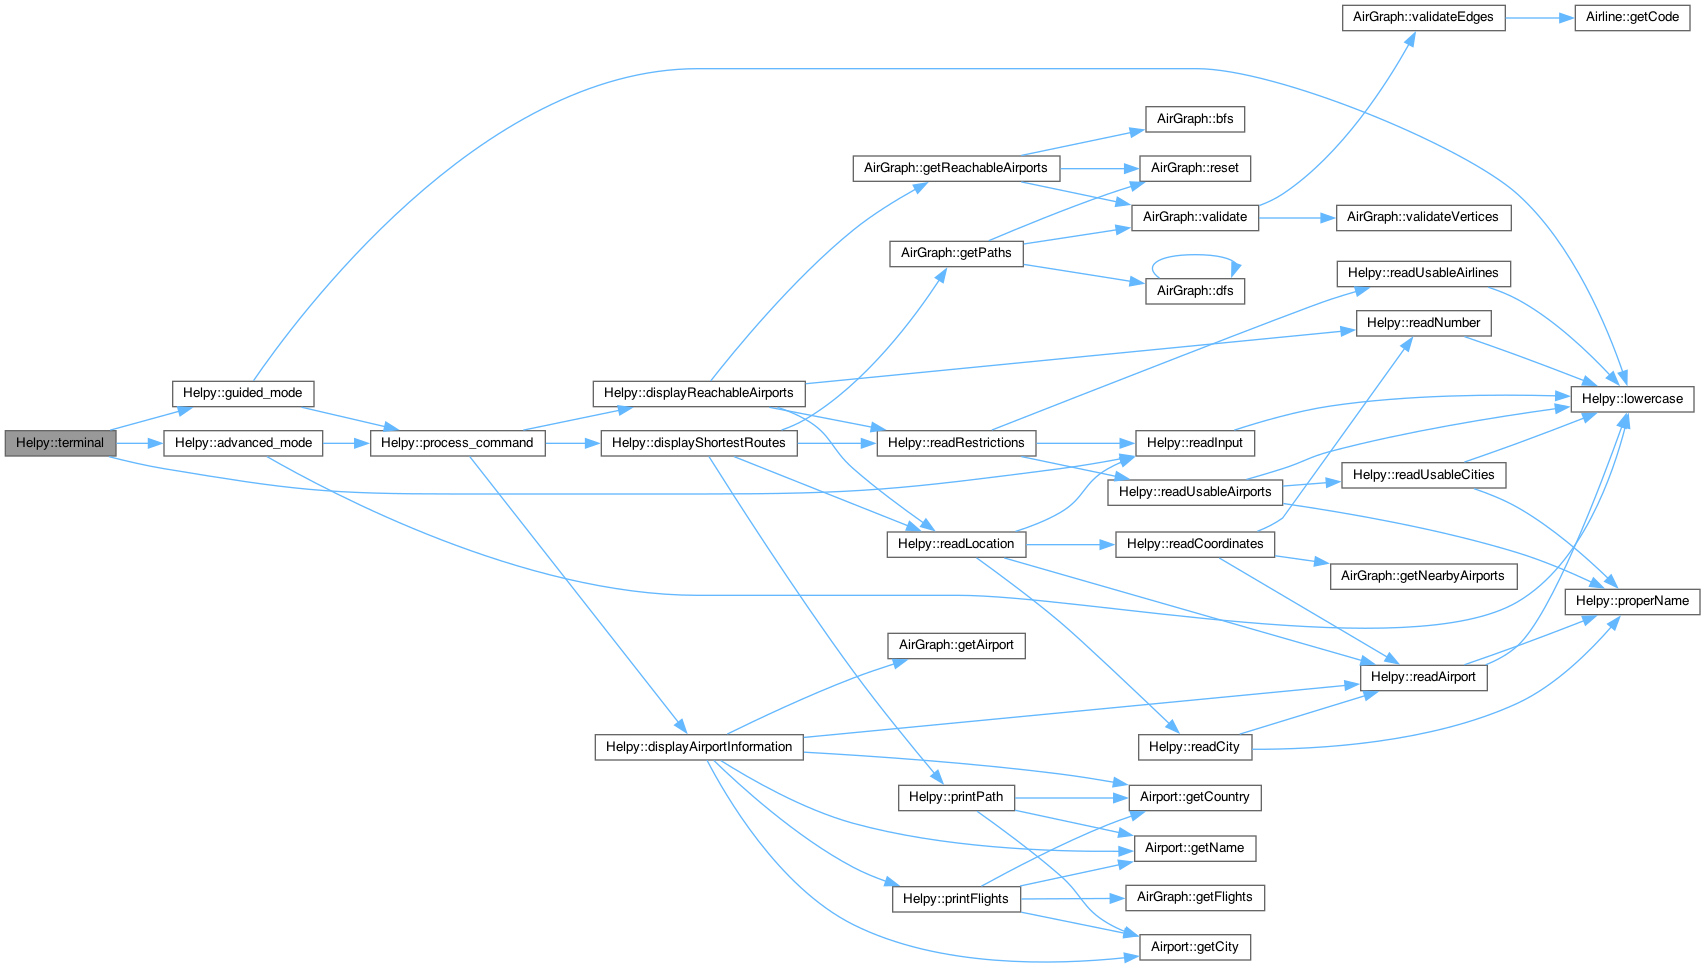 AirGraph::validateEdges
Airline::getCode
AirGraph::bfs
AirGraph::getReachableAirports
AirGraph::reset
AirGraph::validate
AirGraph::validateVertices
AirGraph::getPaths
Helpy::readUsableAirlines
AirGraph::dfs
Helpy::readNumber
Helpy::guided_mode
Helpy::displayReachableAirports
Helpy::lowercase
Helpy::terminal
Helpy::advanced_mode
Helpy::process_command
Helpy::displayShortestRoutes
Helpy::readRestrictions
Helpy::readInput
Helpy::readUsableCities
Helpy::readUsableAirports
Helpy::readLocation
Helpy::readCoordinates
AirGraph::getNearbyAirports
Helpy::properName
AirGraph::getAirport
Helpy::readAirport
Helpy::displayAirportInformation
Helpy::readCity
Helpy::printPath
Airport::getCountry
Airport::getName
Helpy::printFlights
AirGraph::getFlights
Airport::getCity